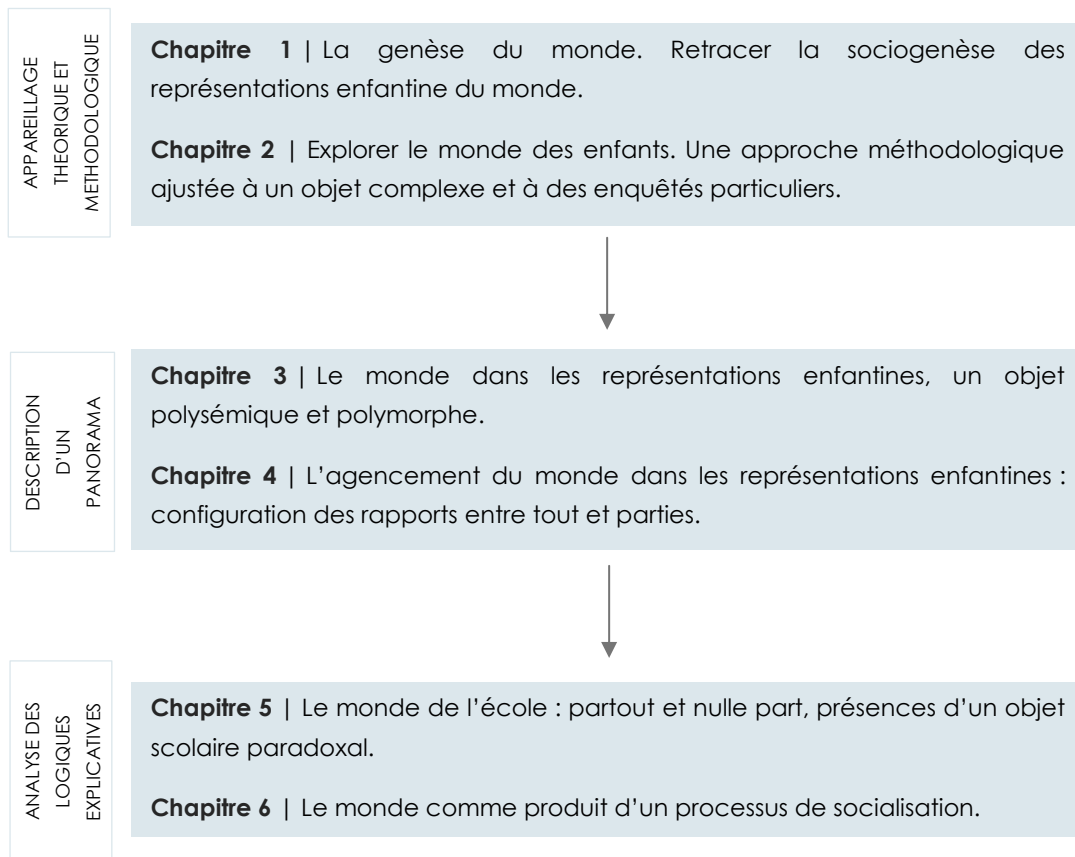 APPAREILLAGE
THEORIQUE ET
METHODOLOGIQUE
Chapitre 1 | La genèse du monde. Retracer la sociogenèse des
représentations enfantine du monde.
Chapitre 2 | Explorer le monde des enfants. Une approche méthodologique
ajustée à un objet complexe et à des enquêtés particuliers.
DESCRIPTION
D'UN
PANORAMA
Chapitre 3 | Le monde dans les représentations enfantines, un objet
polysémique et polymorphe.
Chapitre 4 | L'agencement du monde dans les représentations enfantines :
configuration des rapports entre tout et parties.
ANALYSE DES
LOGIQUES
EXPLICATIVES
Chapitre 5 | Le monde de l'école : partout et nulle part, présences d'un objet
scolaire paradoxal.
Chapitre 6 | Le monde comme produit d'un processus de socialisation.